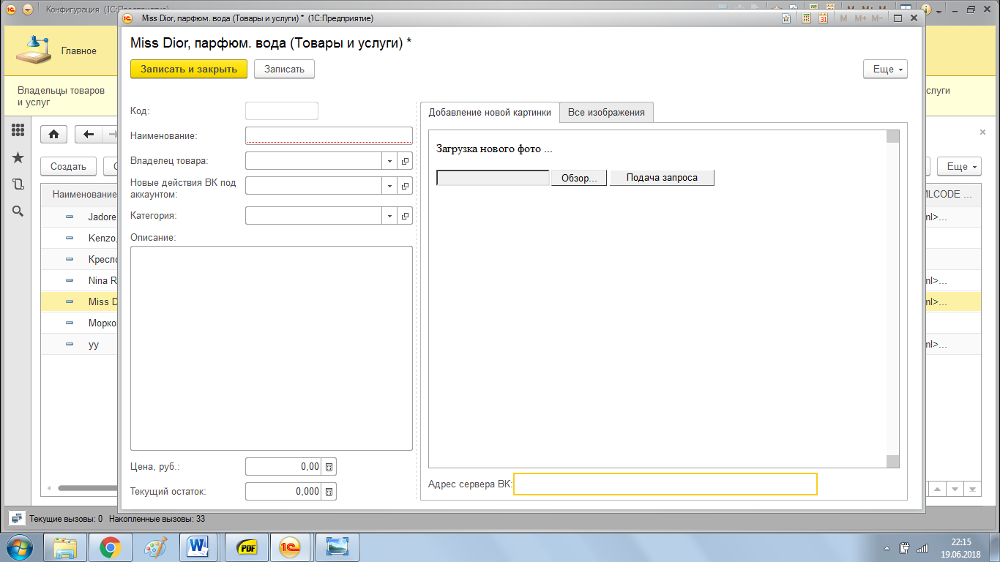 Конфигурация (1С:Предприятие)
Miss Dior, парфюм. вода (Товары и услуги) * (1С:Предприятие)
M M+ M-
Главное
Владельцы товаров
и услуг
слуги
Miss Dior, парфюм. вода (Товары и услуги) *
Записать и закрыть
Записать
Еще
Создать
Еще
Наименование
MLCODE ...
Jadore
ml>...
Kenzo,
Кресло
Nina R
ml>...
Miss D
ml>...
Морко
уу
ml>...
Код:
Наименование:
Владелец товара:
Новые действия ВК под
аккаунтом:
Категория:
Описание:
Цена, руб.:
0,00
Текущий остаток:
0,000
Добавление новой картинки
Все изображения
Загрузка нового фото ...
Обзор...
Подача запроса
Адрес сервера ВК:
Текущие вызовы: 0 Накопленные вызовы: 33
PDF
22:15
19.06.2018